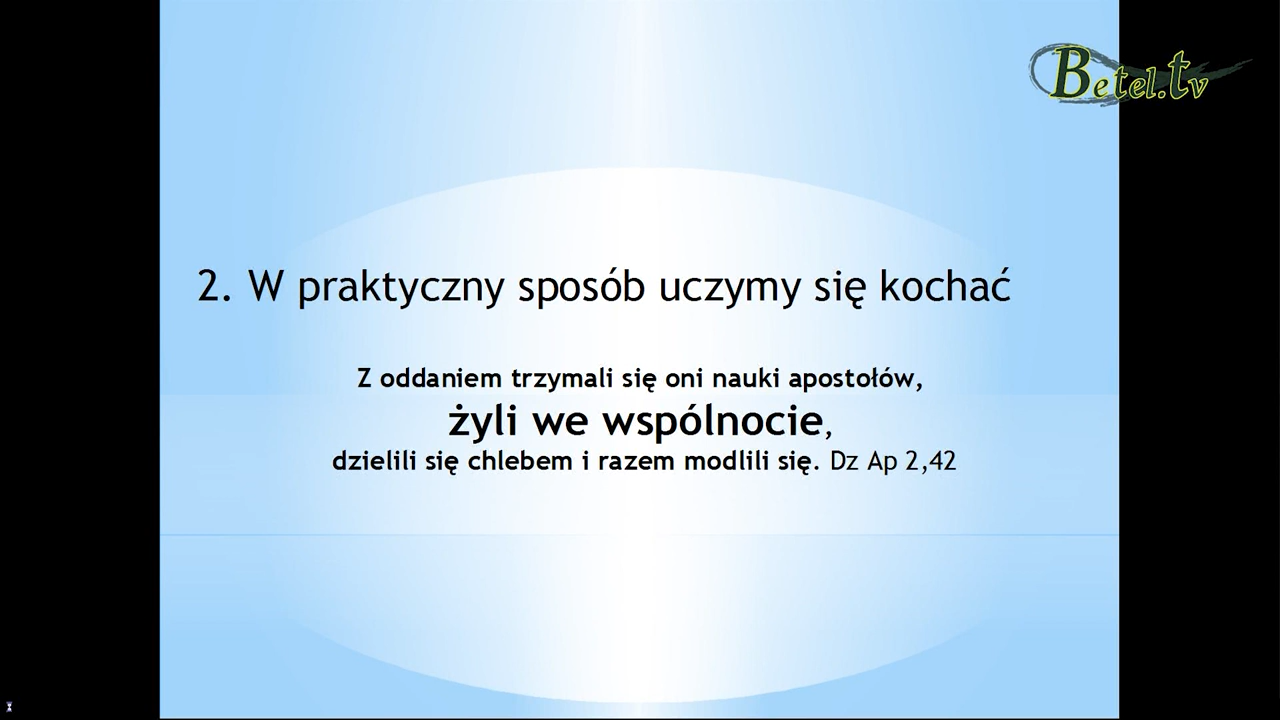 Betel.tv
2. W praktyczny sposób uczymy się kochać
Z oddaniem trzymali się oni nauki apostołów,
żyli we wspólnocie,
dzielili się chlebem i razem modlili się. Dz Ap 2,42